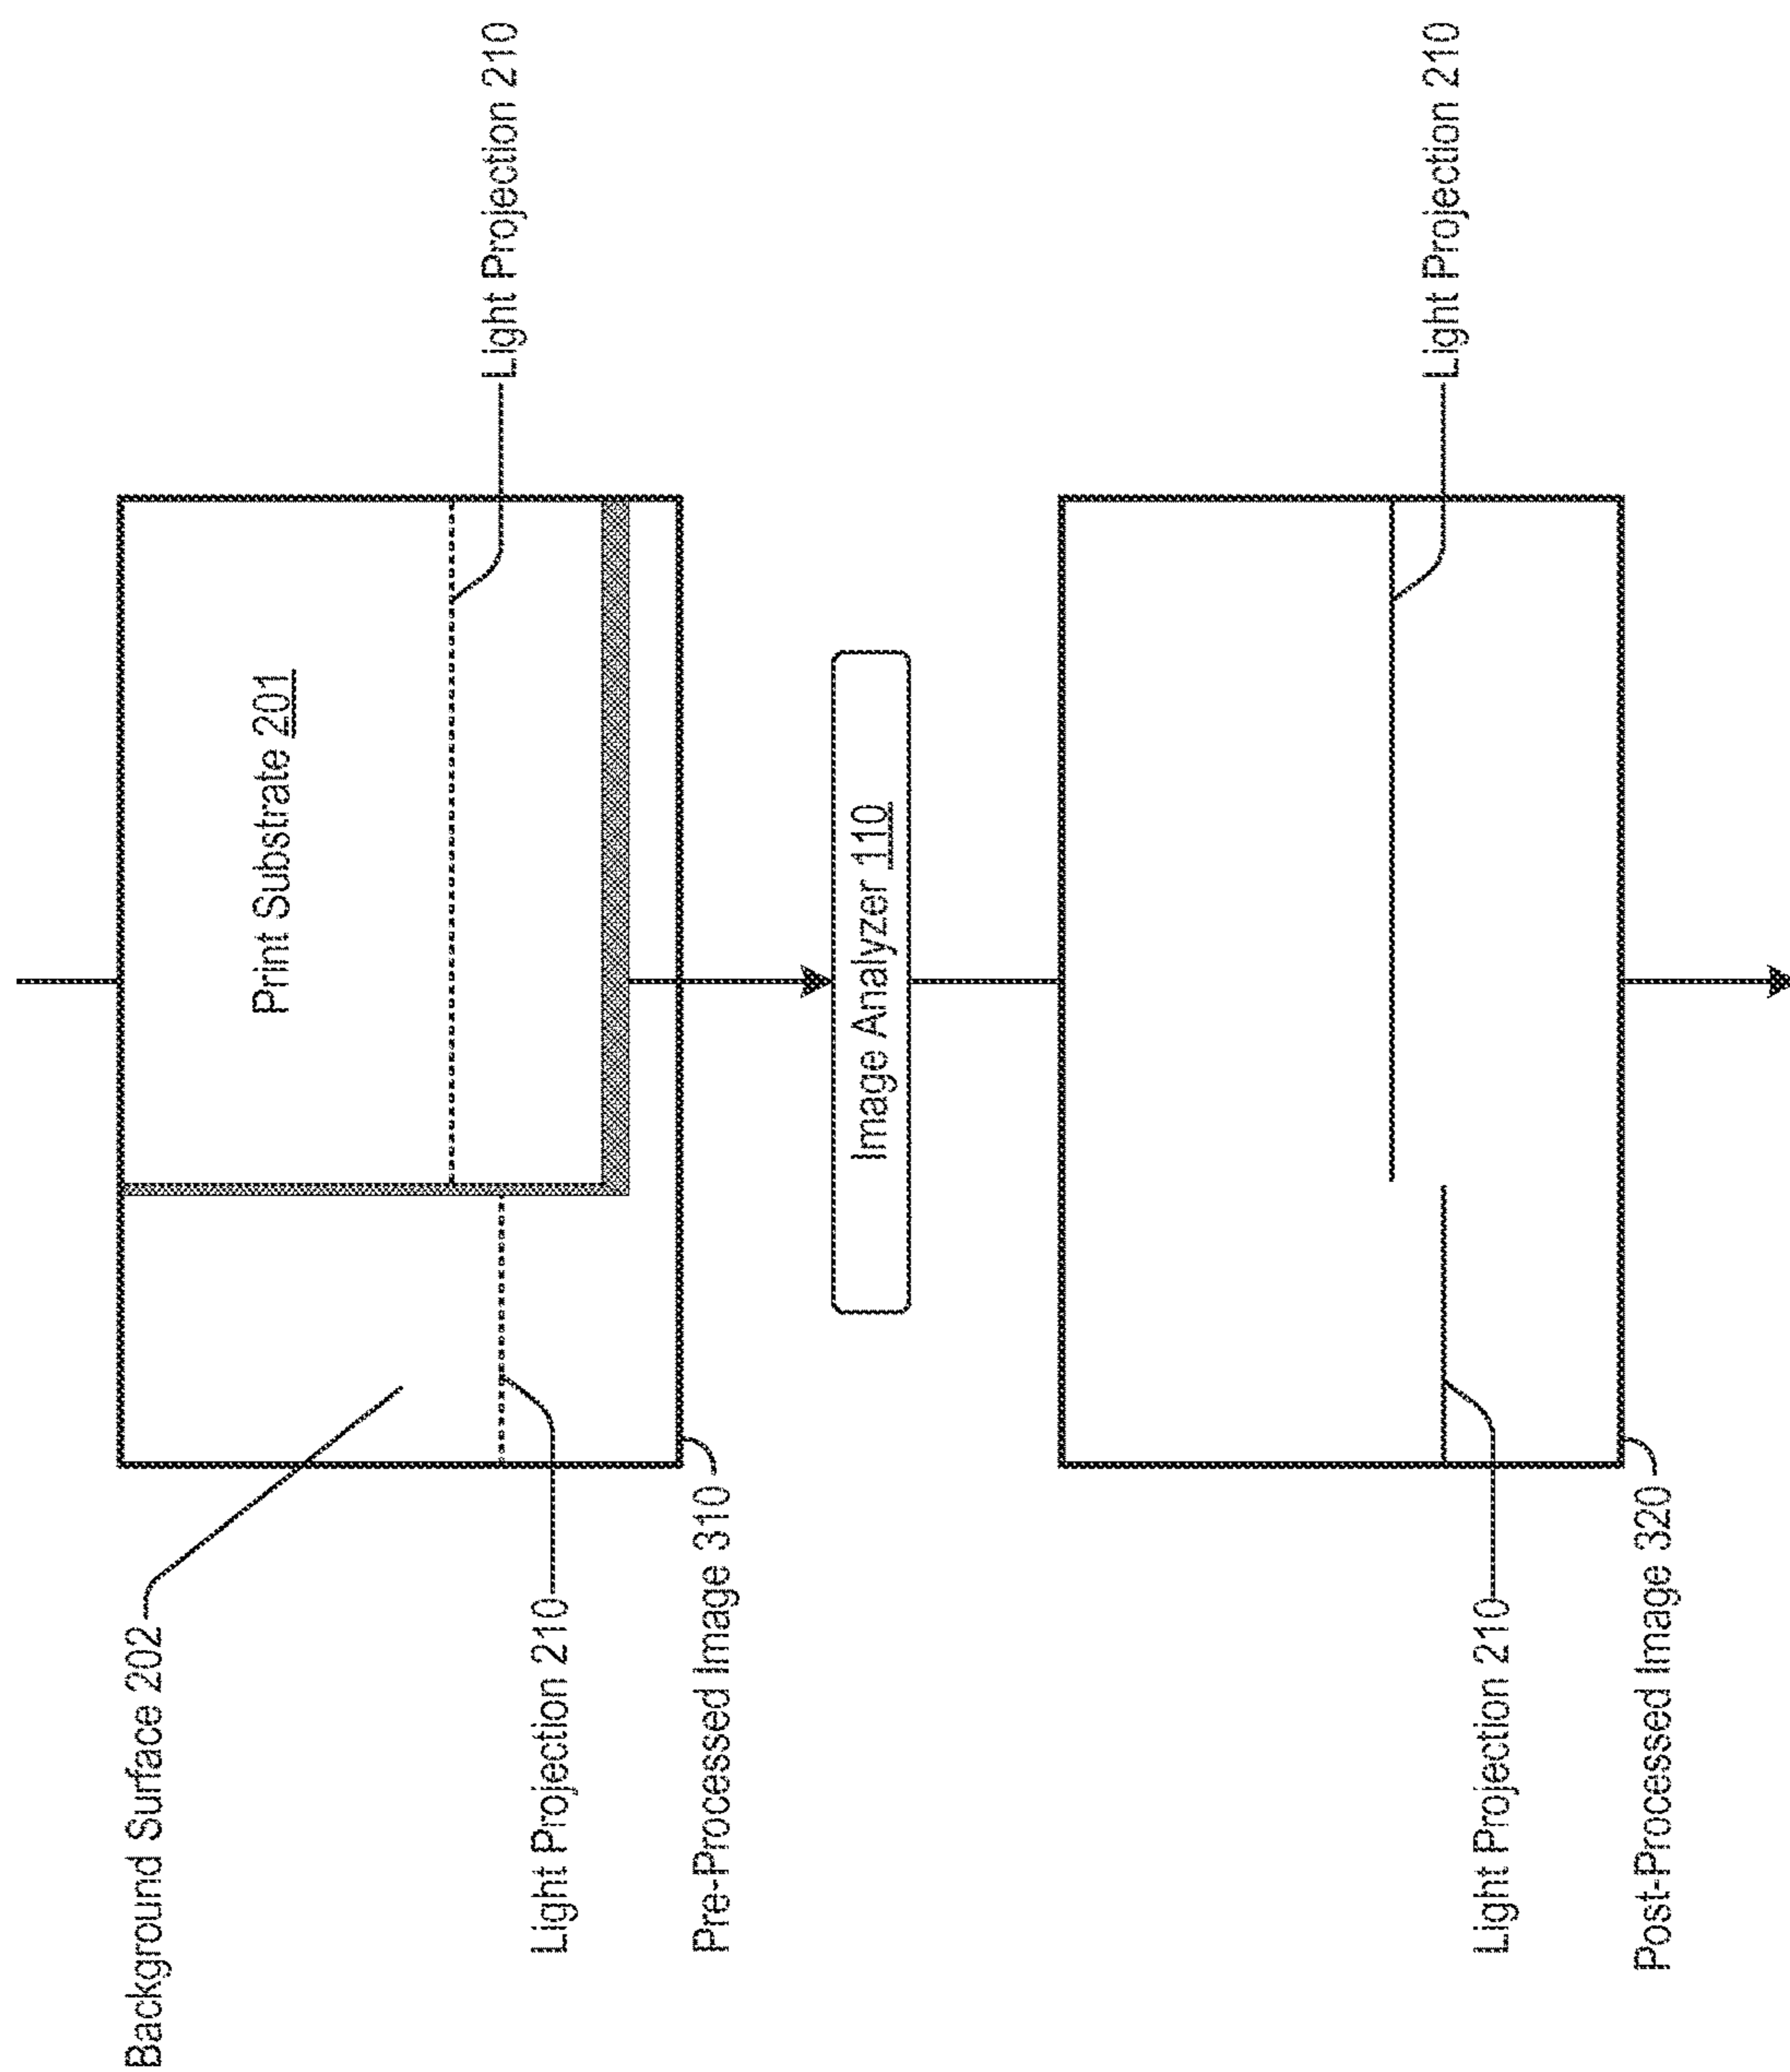 Background Surface 202
Light Projection 210
Pre-Processed Image 310
Print Substrate 201
Light Projection 210
Image Analyzer 110
Light Projection 210
Post-Processed Image 320
Light Projection 210